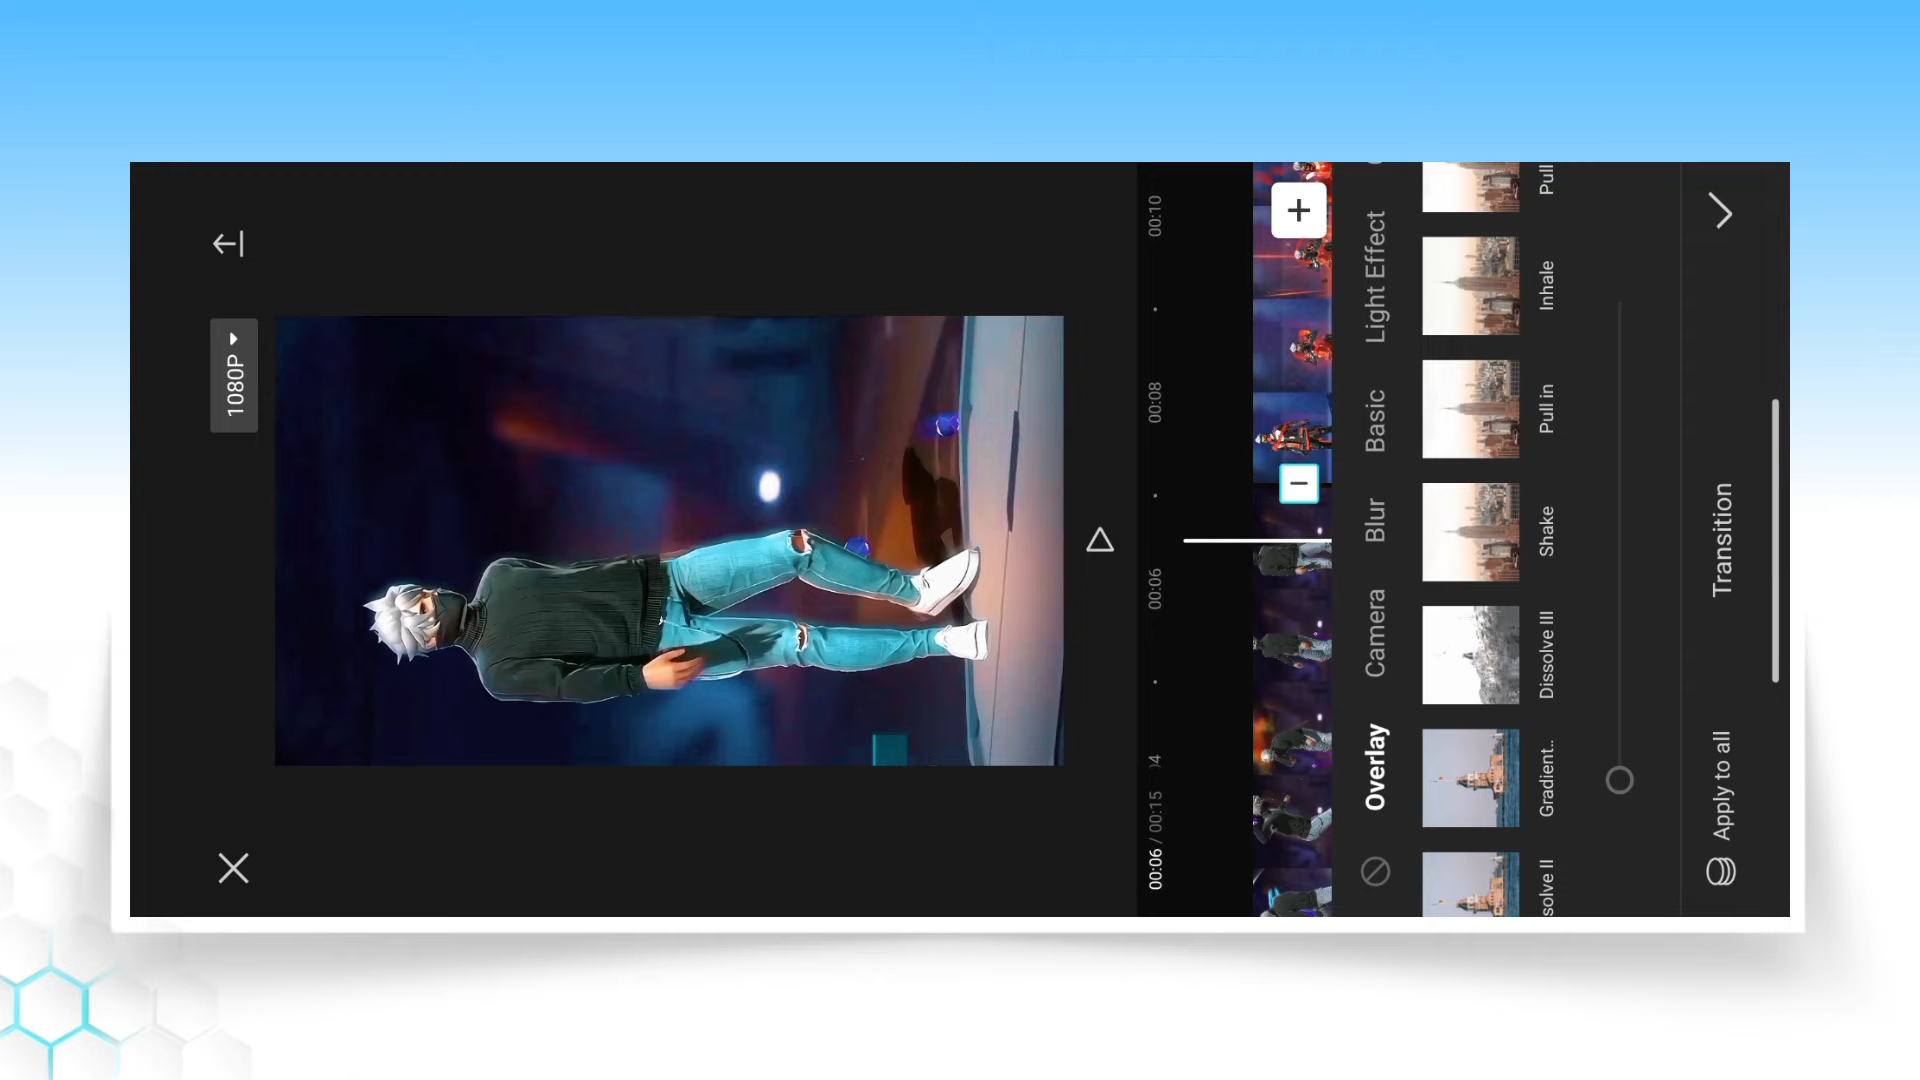 1080P
00:06 / 00:15
04
00:06
00:08
00:10
Overlay
Camera
Blur
Basic
Light Effect
solve II
Gradient..
Dissolve III
Shake
Pull in
Inhale
Pull
Apply to all
Transition